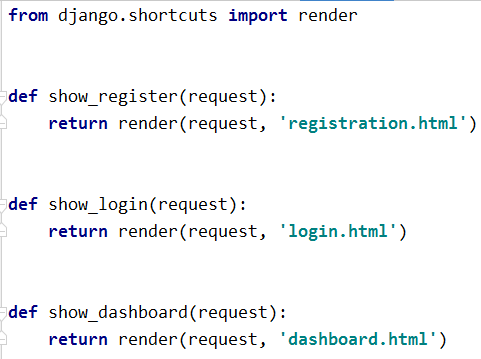 from django.shortcuts import render
def show_register(request):
    return render(request, 'registration.html')
def show_login(request):
    return render(request, 'login.html')
def show_dashboard(request):
    return render(request, 'dashboard.html')